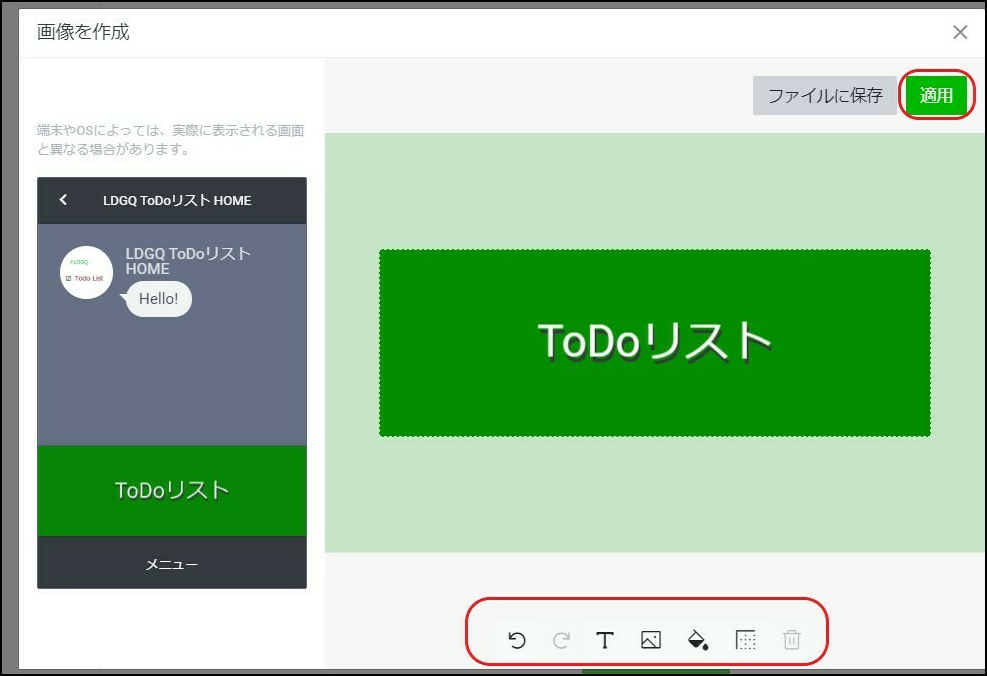 画像を作成
ファイルに保存
適用
端末やOSによっては、実際に表示される画面
と異なる場合があります。
LDGQ ToDoリスト HOME
#LDGQ
Todo List
LDGQ ToDoリスト
HOME
Hello!
ToDoリスト
メニュー
ToDoリスト